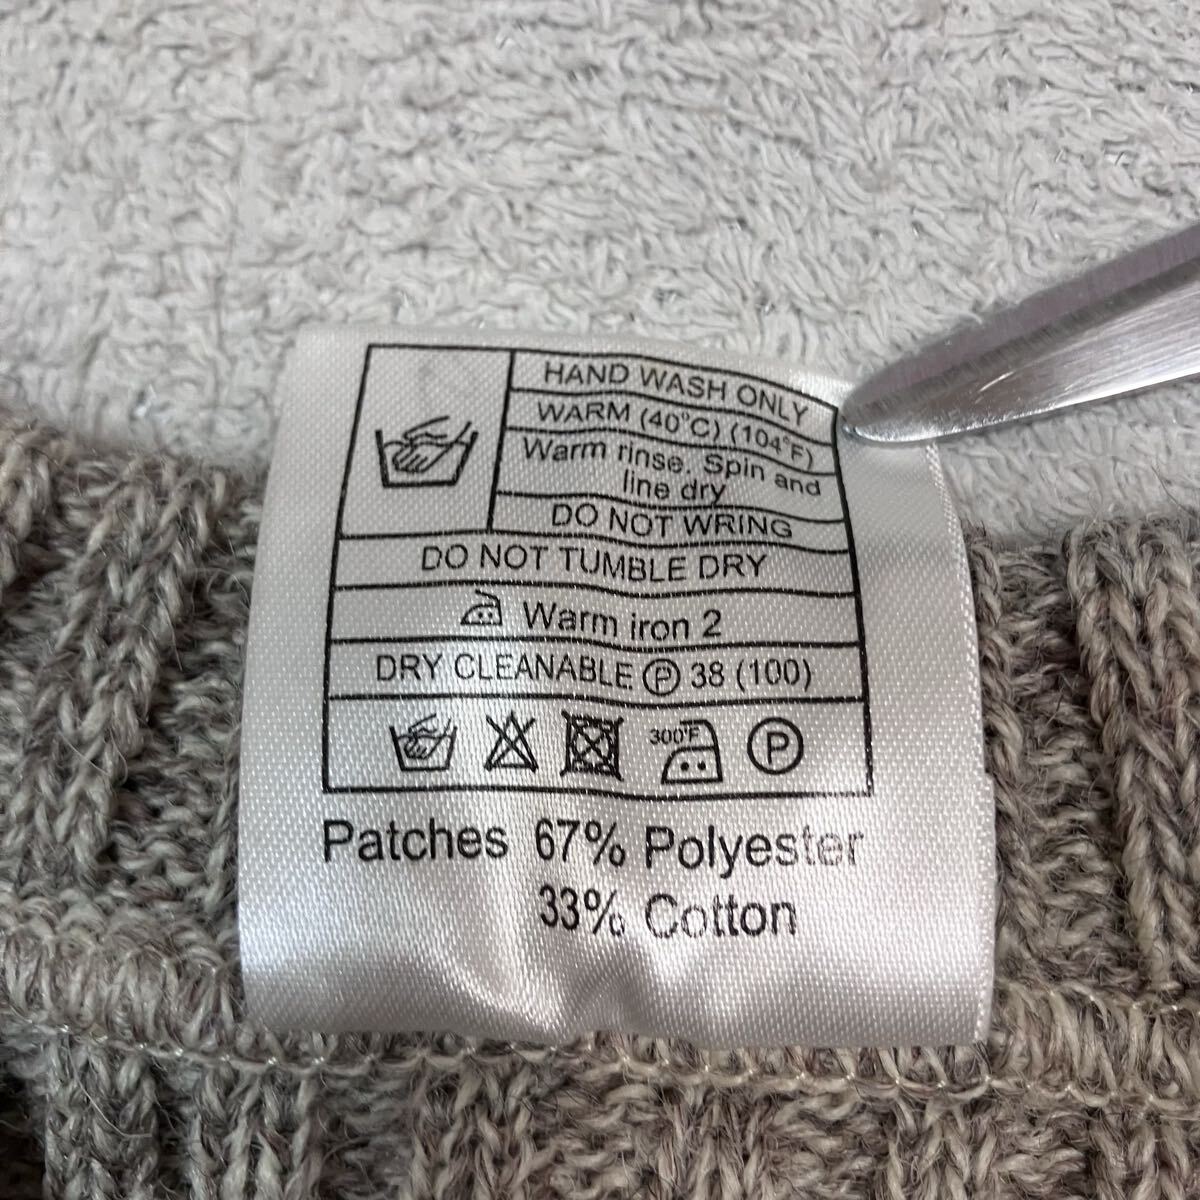 HAND WASH ONLY
WARM (40°C) (104°F)
Warm rinse. Spin and
line dry
DO NOT WRING
DO NOT TUMBLE DRY
Warm iron 2
DRY CLEANABLE Ⓟ 38 (100)
300°F P
Patches 67% Polyester
33% Cotton